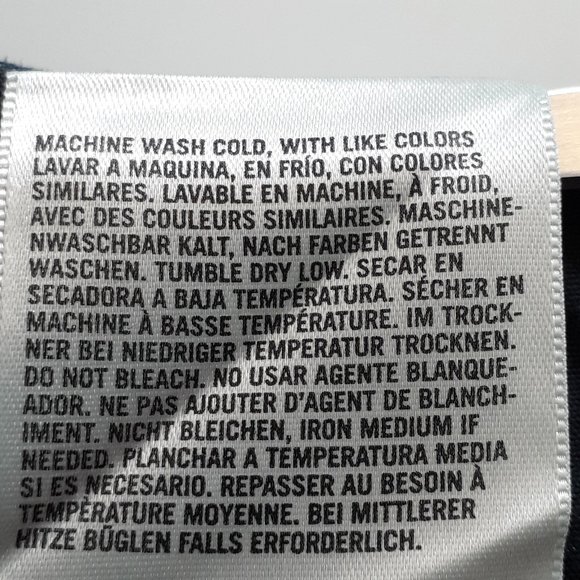 MACHINE WASH COLD, WITH LIKE COLORS
LAVAR A MAQUINA, EN FRÍO, CON COLORES
SIMILARES. LAVABLE EN MACHINE, À FROID,
AVEC DES COULEURS SIMILAIRES. MASCHINE-
NWASCHBAR KALT, NACH FARBEN GETRENNT
WASCHEN. TUMBLE DRY LOW. SECAR EN
SECADORA A BAJA TEMPÉRATURA. SÉCHER EN
MACHINE À BASSE TEMPÉRATURE. IM TROCK-
NER BEI NIEDRIGER TEMPERATUR TROCKNEN.
DO NOT BLEACH. NO USAR AGENTE BLANQUE-
ADOR. NE PAS AJOUTER D'AGENT DE BLANCH-
IMENT. NICHT BLEICHEN, IRON MEDIUM IF
NEEDED. PLANCHAR A TEMPERATURA MEDIA
SI ES NECESARIO. REPASSER AU BESOIN À
TEMPÈRATURE MOYENNE. BEI MITTLERER
HITZE BÜGLEN FALLS ERFORDERLICH.